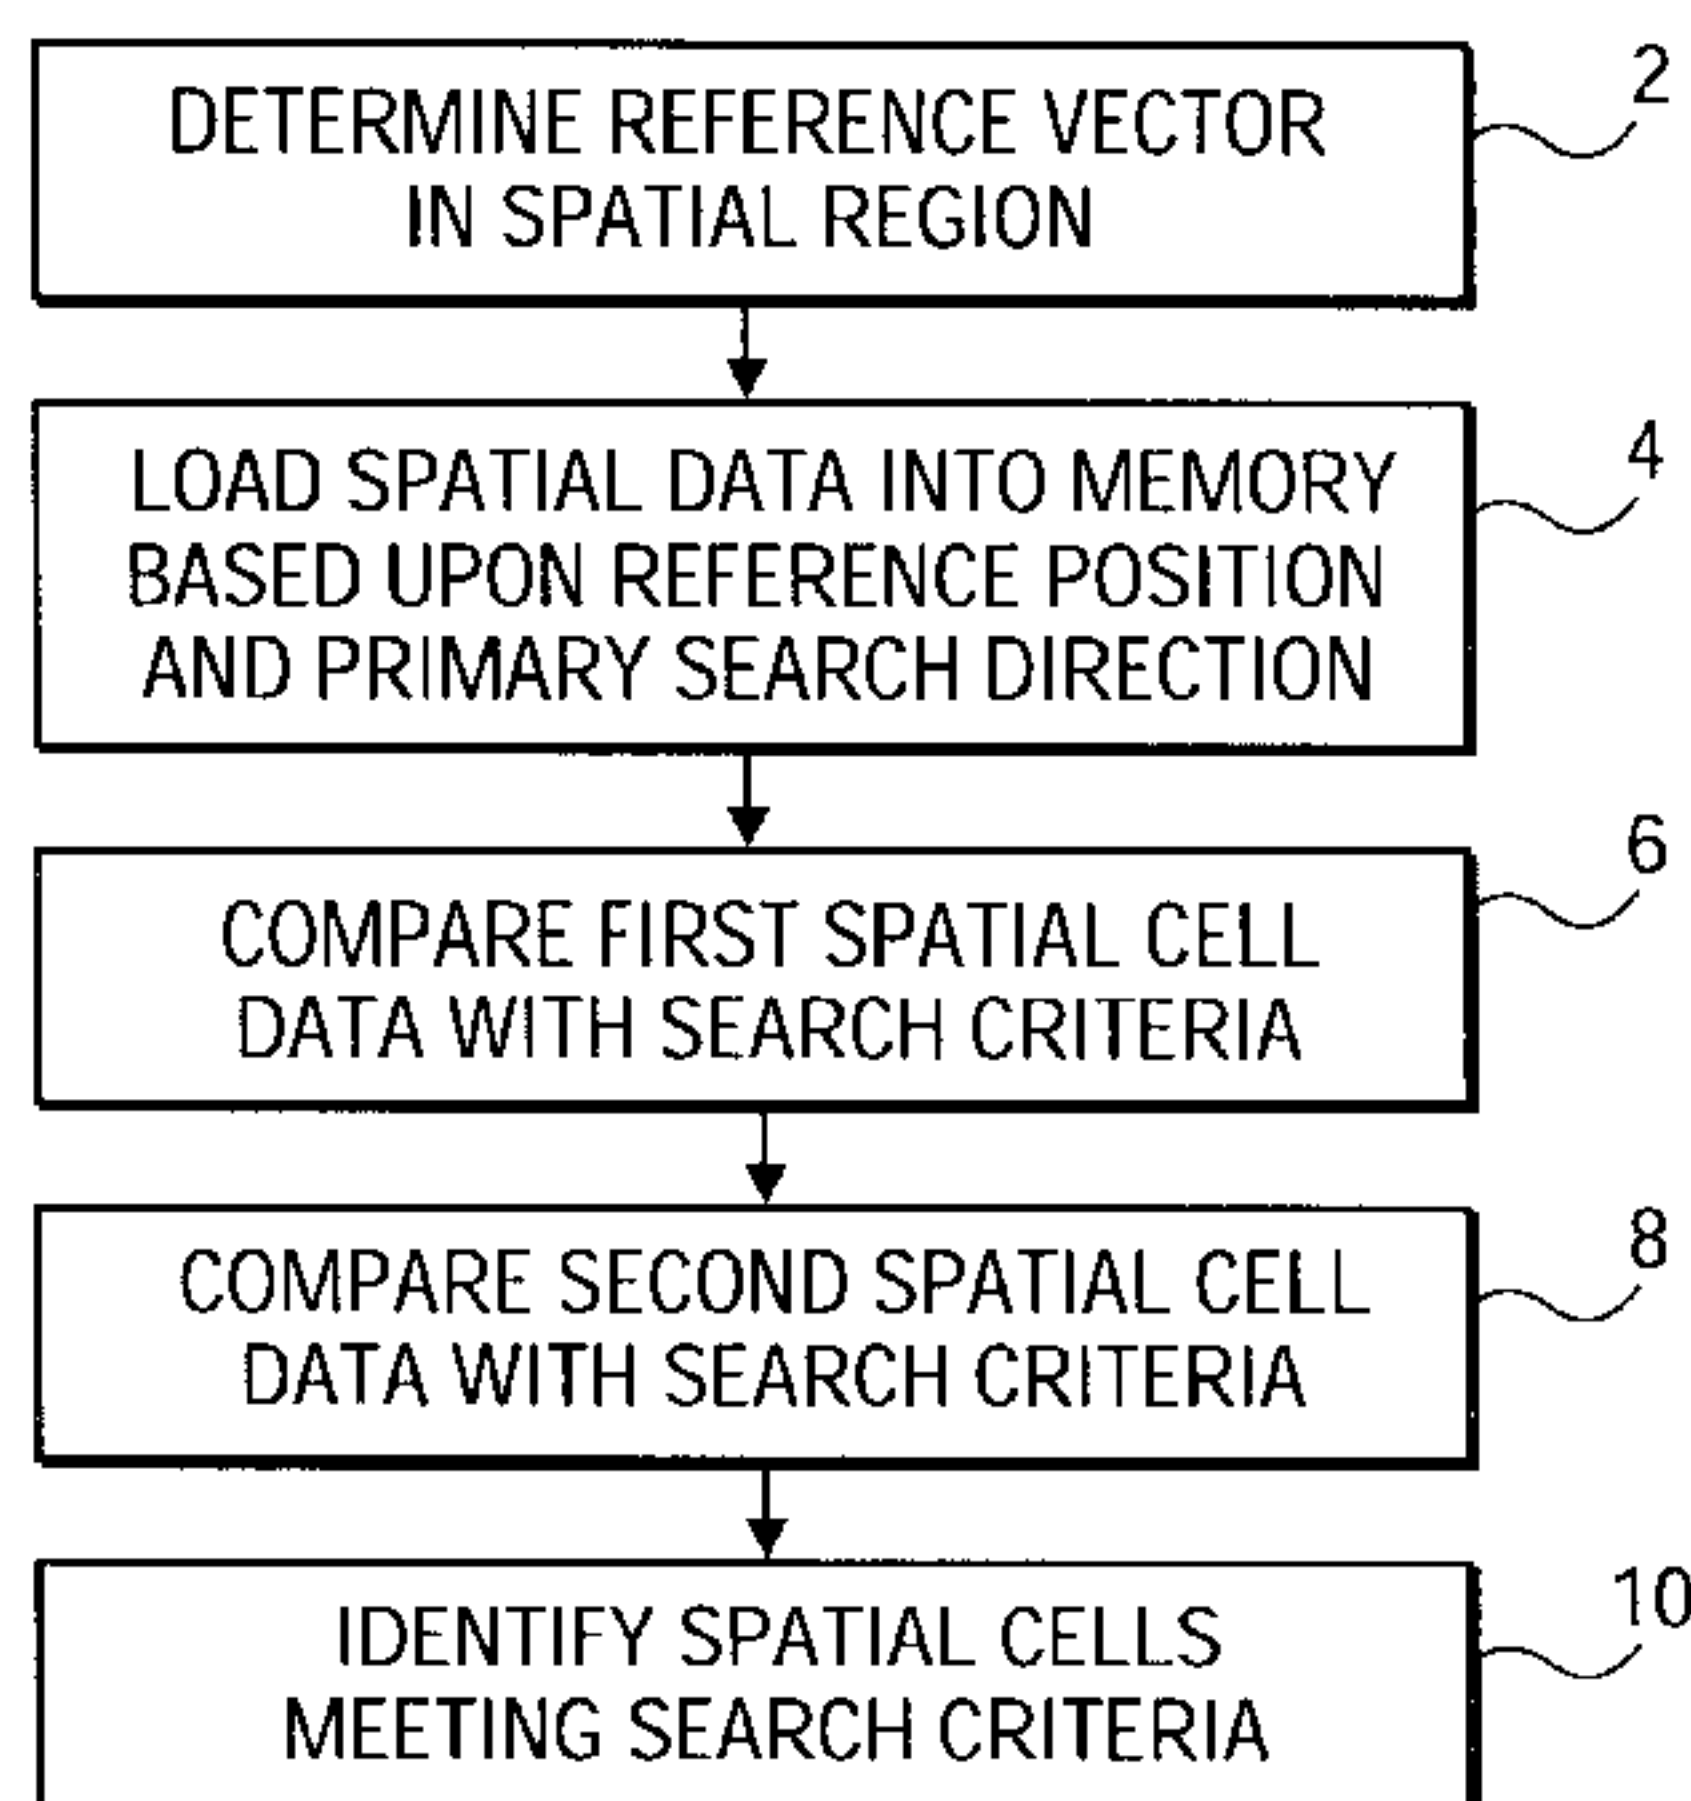 DETERMINE REFERENCE VECTOR
IN SPATIAL REGION
2
LOAD SPATIAL DATA INTO MEMORY
BASED UPON REFERENCE POSITION
AND PRIMARY SEARCH DIRECTION
4
COMPARE FIRST SPATIAL CELL
DATA WITH SEARCH CRITERIA
6
COMPARE SECOND SPATIAL CELL
DATA WITH SEARCH CRITERIA
8
IDENTIFY SPATIAL CELLS
MEETING SEARCH CRITERIA
10